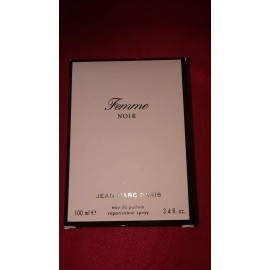 Femme
NOIR
JEAN MARC PARIS
eau de parfum
100 ml e vaporisateur spray 3.4 fl. oz.